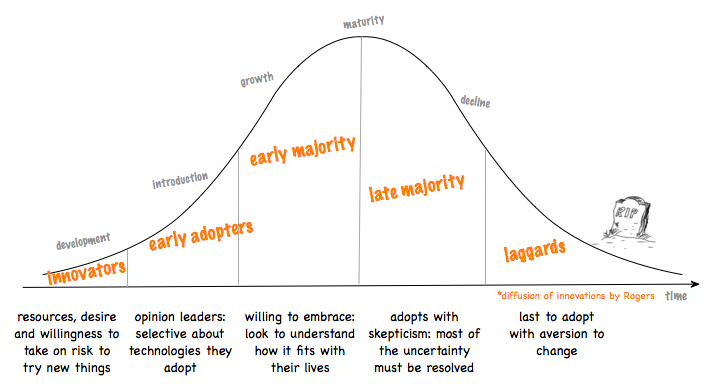 maturity
growth
decline
introduction
development
early majority
late majority
early adopters
innovators
laggards
RIP
*diffusion of innovations by Rogers
time
resources, desire
and willingness to
take on risk to
try new things
opinion leaders:
selective about
technologies they
adopt
willing to embrace:
look to understand
how it fits with
their lives
adopts with
skepticism: most of
the uncertainty
must be resolved
last to adopt
with aversion to
change